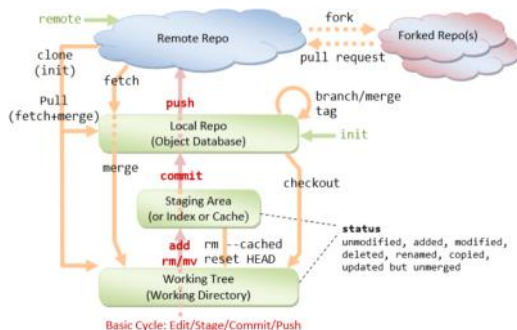 remote
Remote Repo
fork
Forked Repo(s)
pull request
clone
(init)
fetch
Pull
(fetch+merge)
push
branch/merge
tag
Local Repo
(Object Database)
init
merge
commit
checkout
Staging Area
(or Index or Cache)
status
unmodified, added, modified,
deleted, renamed, copied,
updated but unmerged
add
rm/mv
rm --cached
reset HEAD
Working Tree
(Working Directory)
Basic Cycle: Edit/Stage/Commit/Push